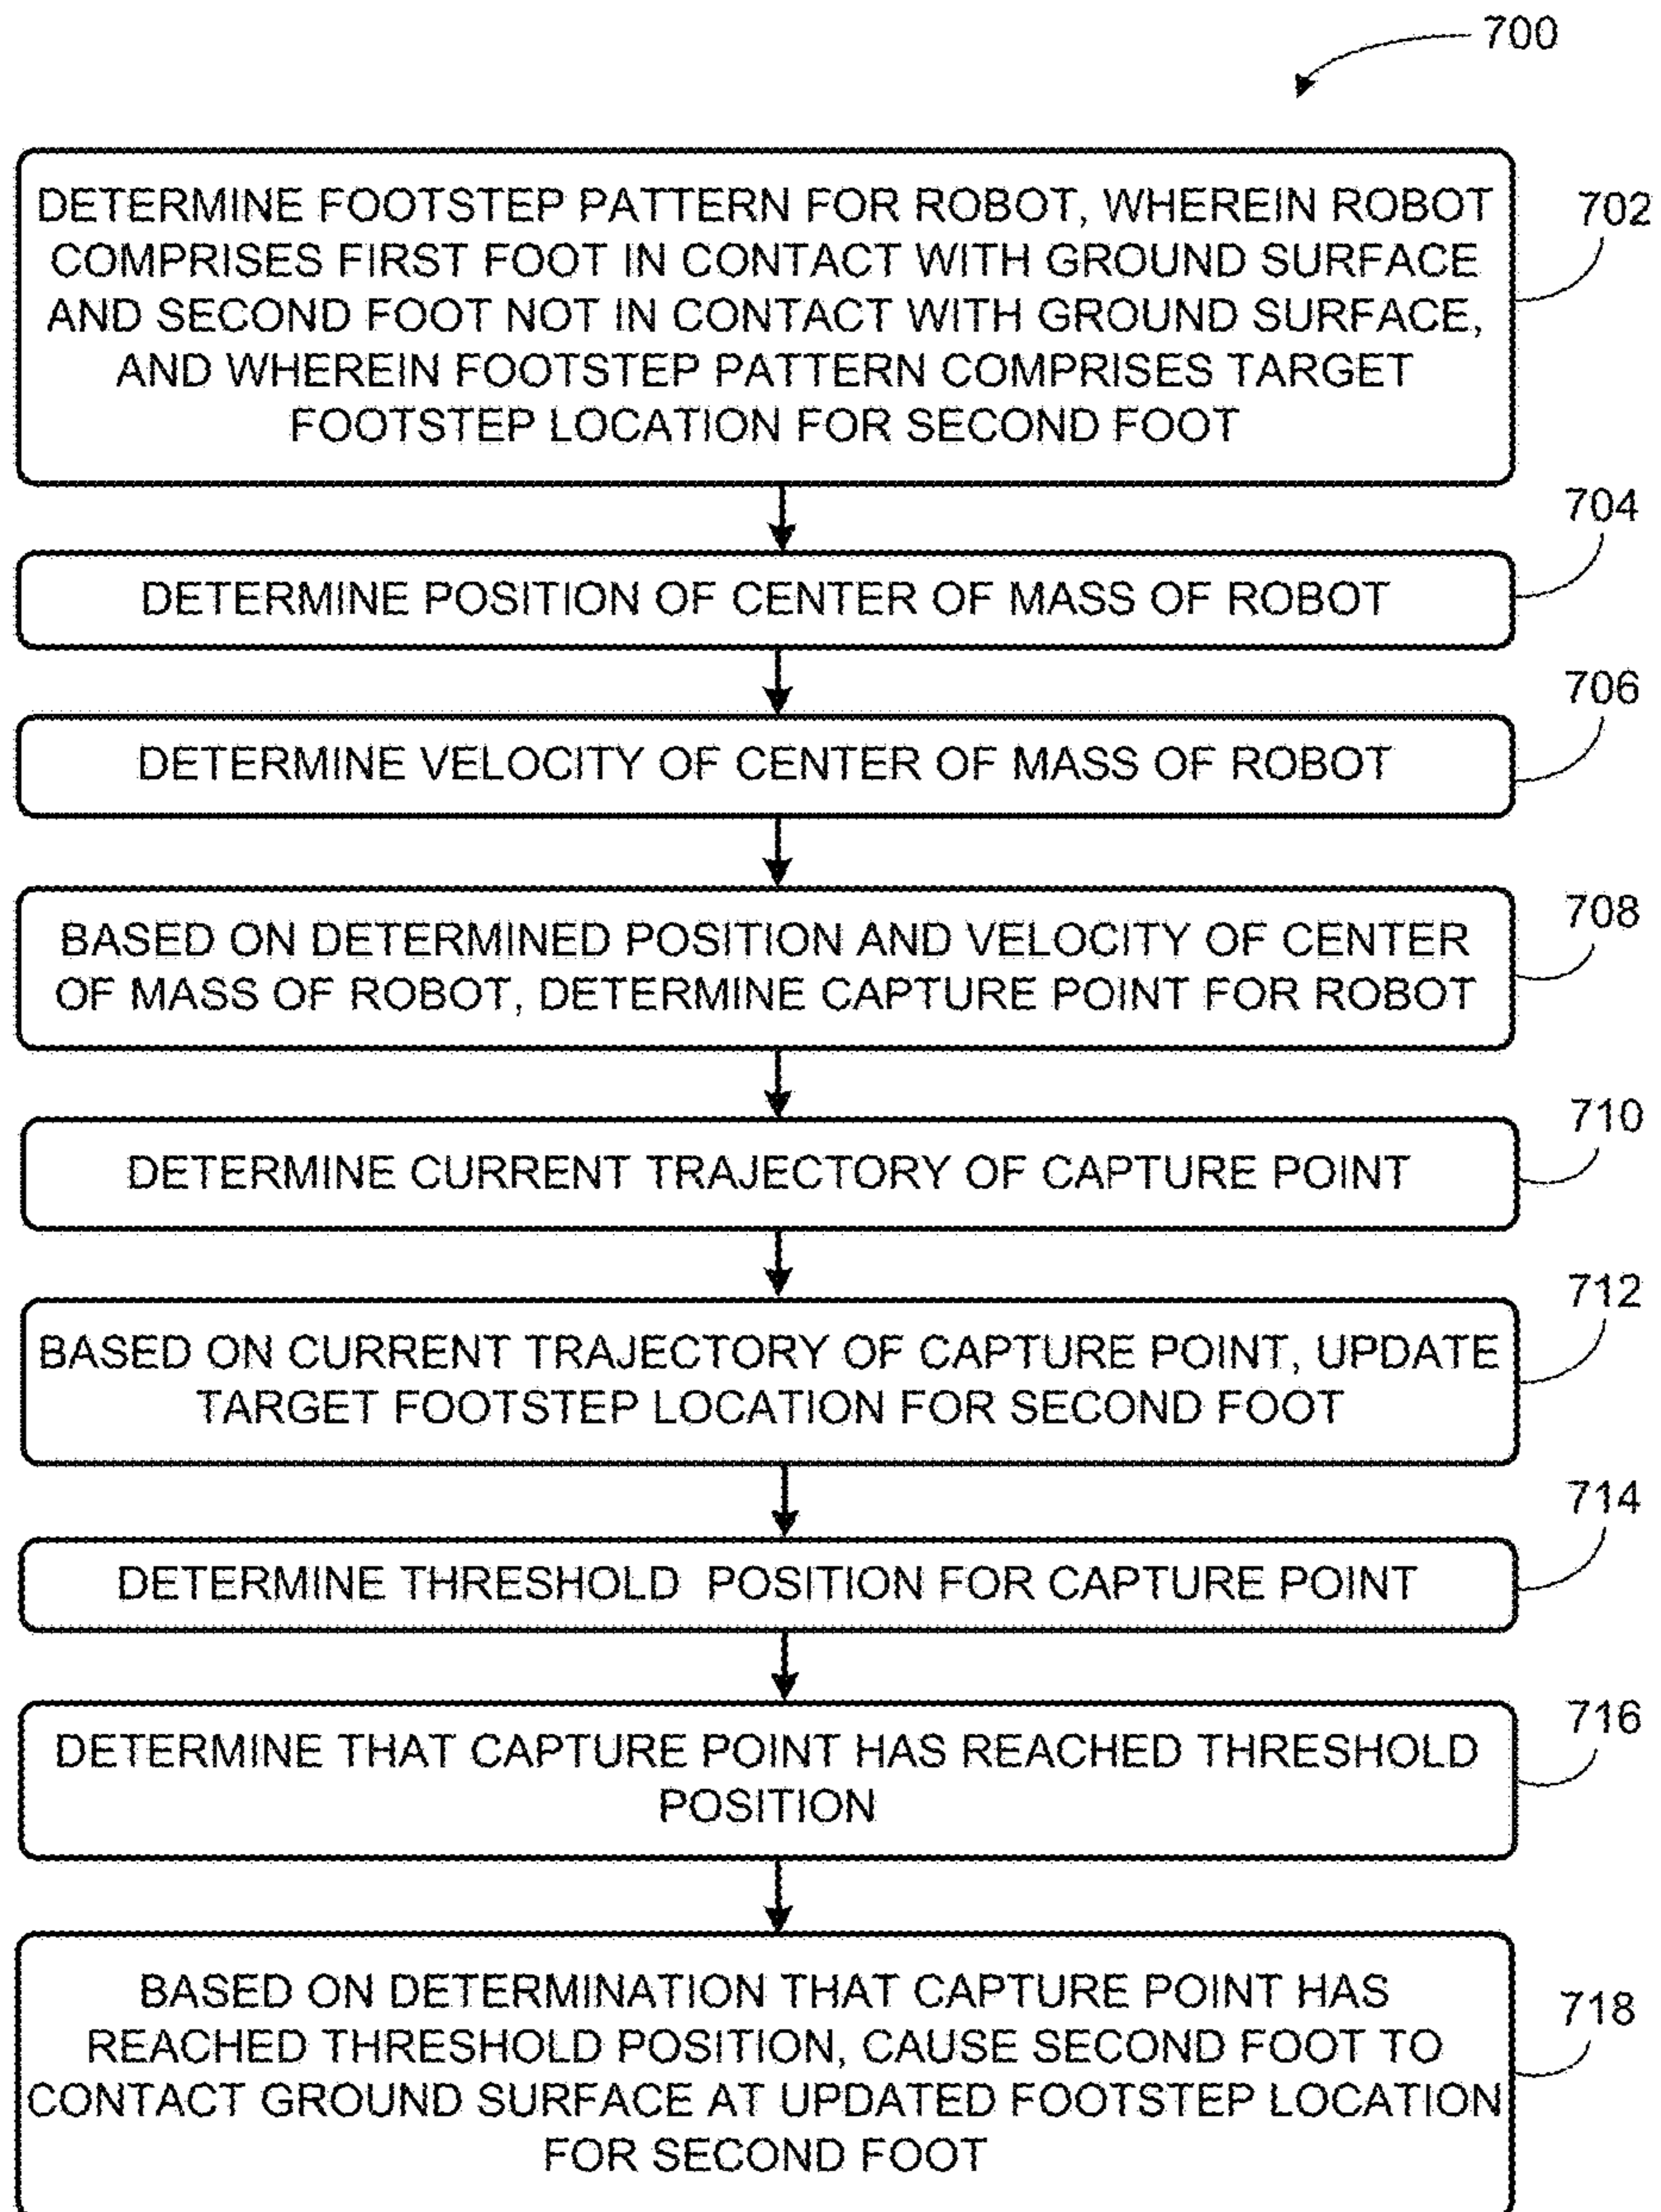 700
DETERMINE FOOTSTEP PATTERN FOR ROBOT, WHEREIN ROBOT
COMPRISES FIRST FOOT IN CONTACT WITH GROUND SURFACE
AND SECOND FOOT NOT IN CONTACT WITH GROUND SURFACE,
AND WHEREIN FOOTSTEP PATTERN COMPRISES TARGET
FOOTSTEP LOCATION FOR SECOND FOOT
702
704
DETERMINE POSITION OF CENTER OF MASS OF ROBOT
706
DETERMINE VELOCITY OF CENTER OF MASS OF ROBOT
708
BASED ON DETERMINED POSITION AND VELOCITY OF CENTER
OF MASS OF ROBOT, DETERMINE CAPTURE POINT FOR ROBOT
710
DETERMINE CURRENT TRAJECTORY OF CAPTURE POINT
712
BASED ON CURRENT TRAJECTORY OF CAPTURE POINT, UPDATE
TARGET FOOTSTEP LOCATION FOR SECOND FOOT
714
DETERMINE THRESHOLD POSITION FOR CAPTURE POINT
716
DETERMINE THAT CAPTURE POINT HAS REACHED THRESHOLD
POSITION
718
BASED ON DETERMINATION THAT CAPTURE POINT HAS
REACHED THRESHOLD POSITION, CAUSE SECOND FOOT TO
CONTACT GROUND SURFACE AT UPDATED FOOTSTEP LOCATION
FOR SECOND FOOT